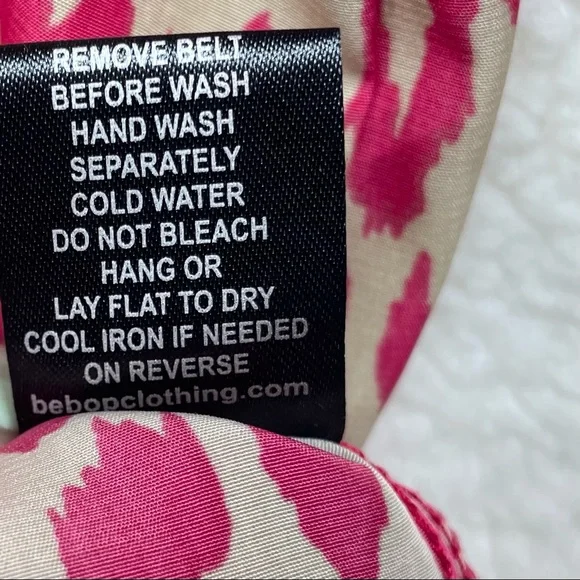 REMOVE BELT
BEFORE WASH
HAND WASH
SEPARATELY
COLD WATER
DO NOT BLEACH
HANG OR
LAY FLAT TO DRY
COOL IRON IF NEEDED
ON REVERSE
bebopclothing.com